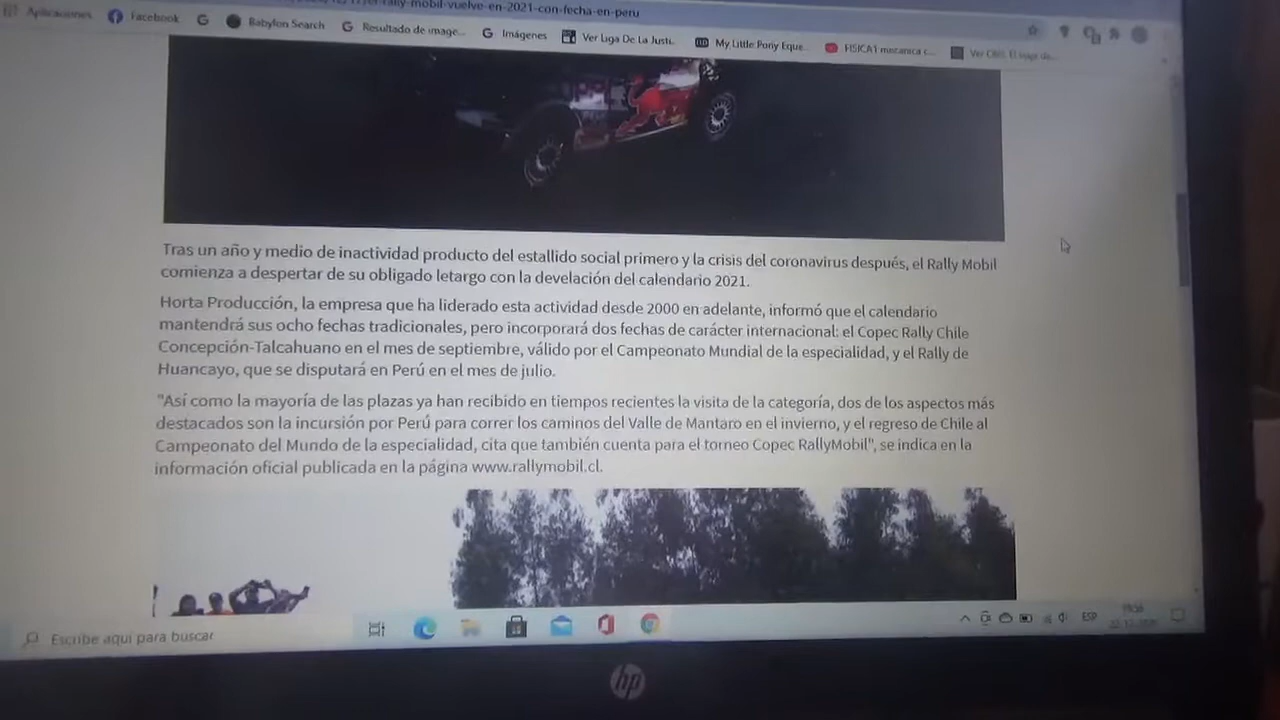 rally-mobil-vuelve-en-2021-con-fecha-en-peru
Aplicaciones Facebook Babylon Search Resultado de image... Imágenes Ver Liga De La Justi... My Little Pony Eque... FISICA1 mecanica c...
Tras un año y medio de inactividad producto del estallido social primero y la crisis del coronavirus después, el Rally Mobil
comienza a despertar de su obligado letargo con la develación del calendario 2021.
Horta Producción, la empresa que ha liderado esta actividad desde 2000 en adelante, informó que el calendario
mantendrá sus ocho fechas tradicionales, pero incorporará dos fechas de carácter internacional: el Copec Rally Chile
Concepción-Talcahuano en el mes de septiembre, válido por el Campeonato Mundial de la especialidad, y el Rally de
Huancayo, que se disputará en Perú en el mes de julio.
"Así como la mayoría de las plazas ya han recibido en tiempos recientes la visita de la categoría, dos de los aspectos más
destacados son la incursión por Perú para correr los caminos del Valle de Mantaro en el invierno, y el regreso de Chile al
Campeonato del Mundo de la especialidad, cita que también cuenta para el torneo Copec RallyMobil", se indica en la
información oficial publicada en la página www.rallymobil.cl.
Escribe aquí para buscar
ESP
hp